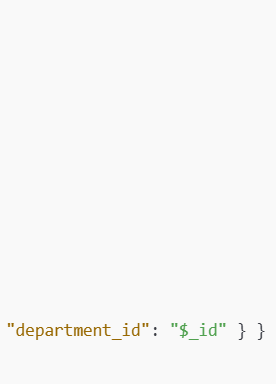 "department_id": "$_id" } }